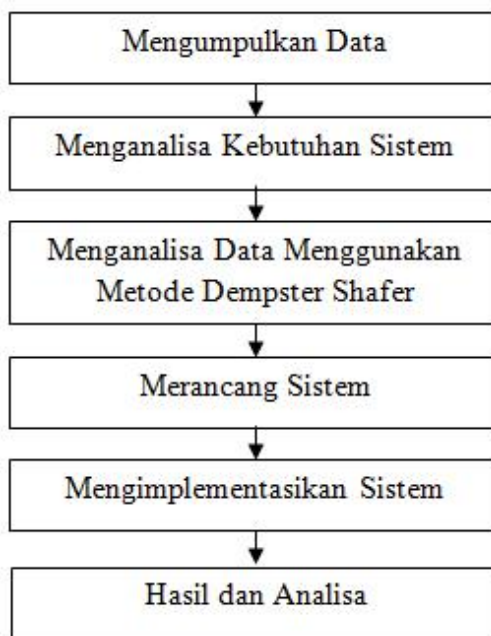 Mengumpulkan Data
Menganalisa Kebutuhan Sistem
Menganalisa Data Menggunakan
Metode Dempster Shafer
Merancang Sistem
Mengimplementasikan Sistem
Hasil dan Analisa